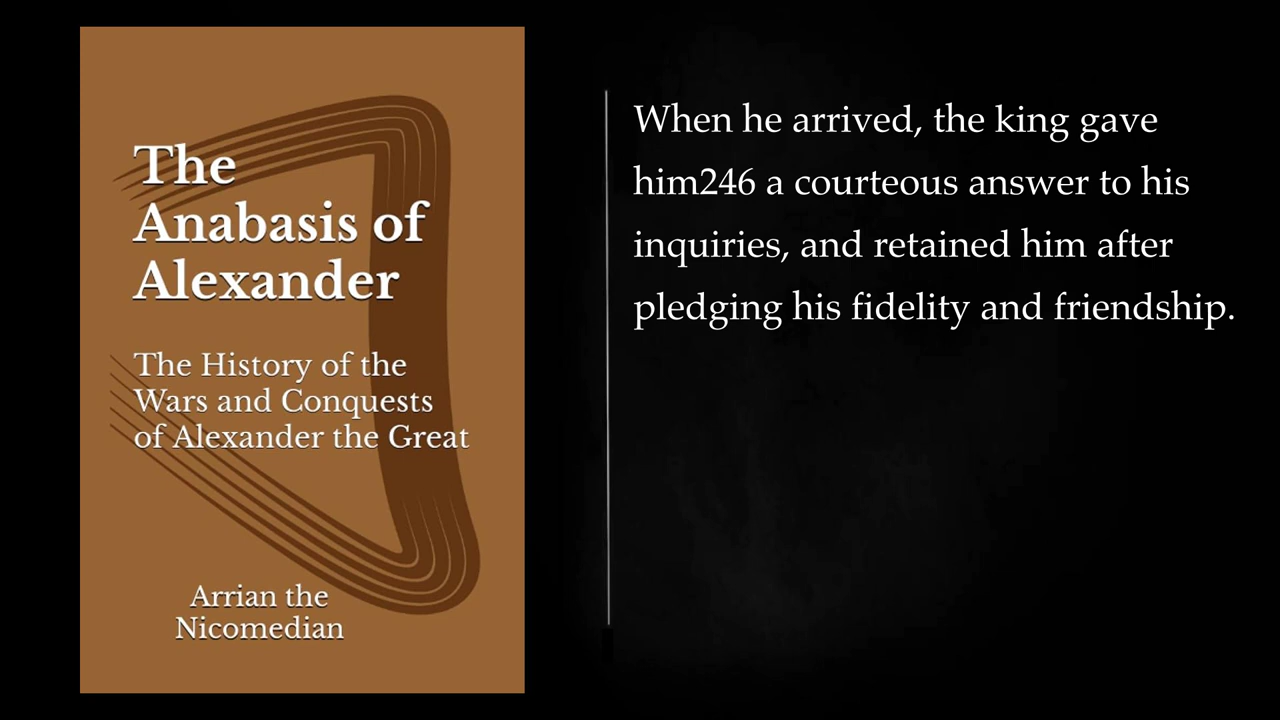 The
Anabasis of
Alexander
The History of the
Wars and Conquests
of Alexander the Great
Arrian the
Nicomedian
When he arrived, the king gave
him246 a courteous answer to his
inquiries, and retained him after
pledging his fidelity and friendship.